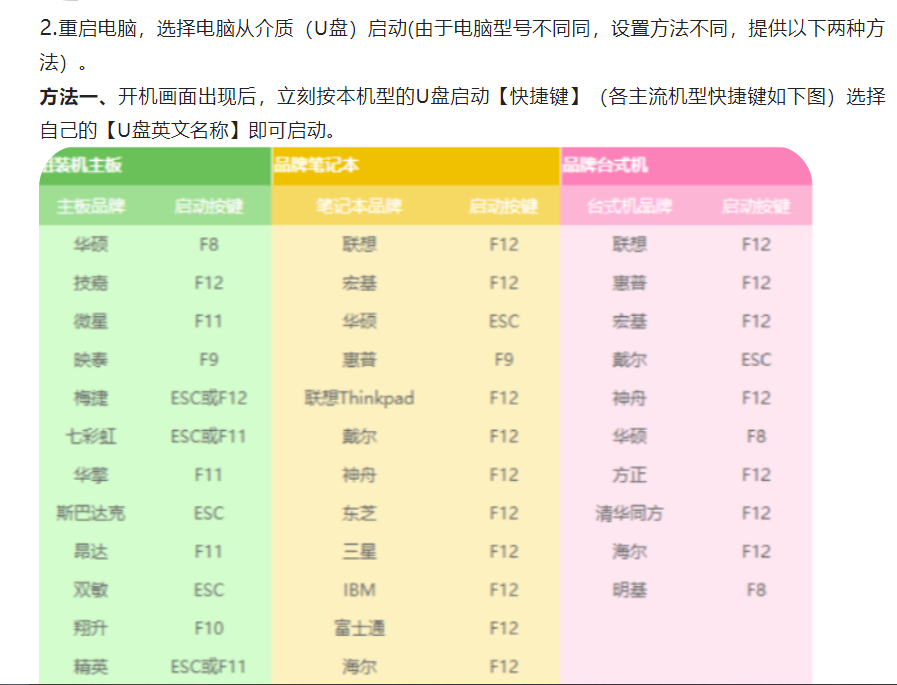 2.重启电脑，选择电脑从介质（U盘）启动(由于电脑型号不同同，设置方法不同，提供以下两种方
法）。
方法一、开机画面出现后，立刻按本机型的U盘启动【快捷键】（各主流机型快捷键如下图）选择
自己的【U盘英文名称】即可启动。
组装机主板 品牌笔记本 品牌台式机
主板品牌 启动按键 笔记本品牌 启动按键 台式机品牌 启动按键
华硕 F8 联想 F12 联想 F12
技嘉 F12 宏基 F12 惠普 F12
微星 F11 华硕 ESC 宏基 F12
映泰 F9 惠普 F9 戴尔 ESC
梅捷 ESC或F12 联想Thinkpad F12 神舟 F12
七彩虹 ESC或F11 戴尔 F12 华硕 F8
华擎 F11 神舟 F12 方正 F12
斯巴达克 ESC 东芝 F12 清华同方 F12
昂达 F11 三星 F12 海尔 F12
双敏 ESC IBM F12 明基 F8
翔升 F10 富士通 F12
精英 ESC或F11 海尔 F12